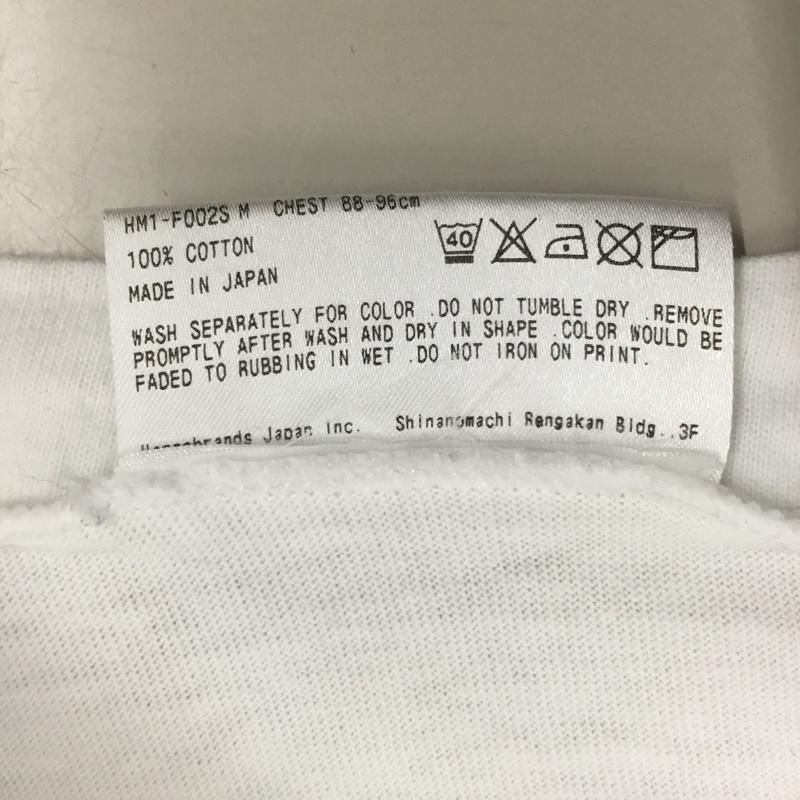 HM1-F002S M CHEST 88-96cm
100% COTTON
MADE IN JAPAN
40
WASH SEPARATELY FOR COLOR .DO NOT TUMBLE DRY .REMOVE
PROMPTLY AFTER WASH AND DRY IN SHAPE .COLOR WOULD BE
FADED TO RUBBING IN WET .DO NOT IRON ON PRINT.
Japan Inc. Shinanomachi Rengakan Bldg..3F